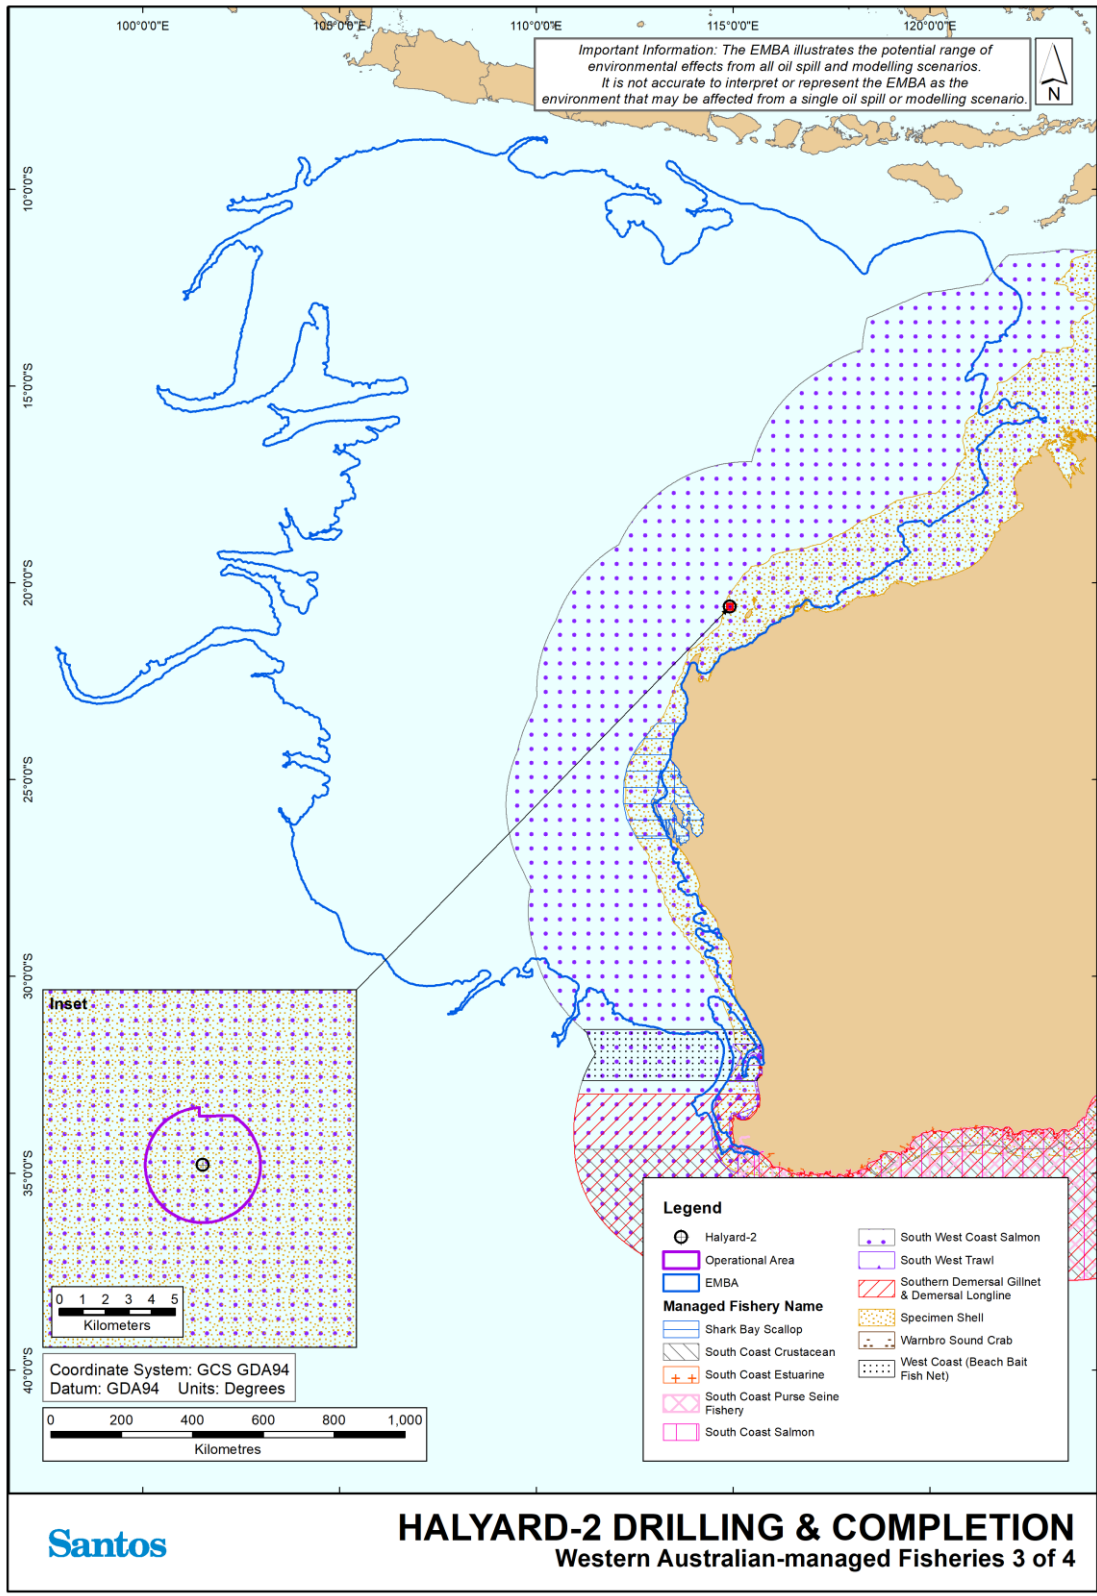 100°0'0"E
105°0'0"E
110°0'0"E
115°0'0"E
120°0'0"E
Important Information: The EMBA illustrates the potential range of
environmental effects from all oil spill and modelling scenarios.
It is not accurate to interpret or represent the EMBA as the
environment that may be affected from a single oil spill or modelling scenario.
N
10°0'0"S
15°0'0"S
20°0'0"S
25°0'0"S
30°0'0"S
35°0'0"S
40°0'0"S
Inset
0 1 2 3 4 5
Kilometers
Coordinate System: GCS GDA94
Datum: GDA94 Units: Degrees
0 200 400 600 800 1,000
Kilometres
Legend
Halyard-2
Operational Area
EMBA
Managed Fishery Name
Shark Bay Scallop
South Coast Crustacean
South Coast Estuarine
South Coast Purse Seine
Fishery
South Coast Salmon
South West Coast Salmon
South West Trawl
Southern Demersal Gillnet
& Demersal Longline
Specimen Shell
Warnbro Sound Crab
West Coast (Beach Bait
Fish Net)
Santos
HALYARD-2 DRILLING & COMPLETION
Western Australian-managed Fisheries 3 of 4